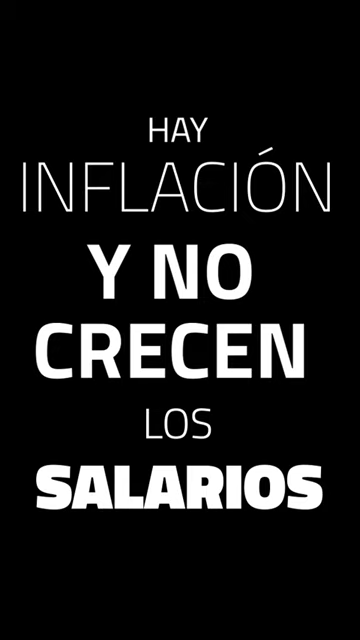 HAY
INFLACIÓN
Y NO
CRECEN
LOS
SALARIOS